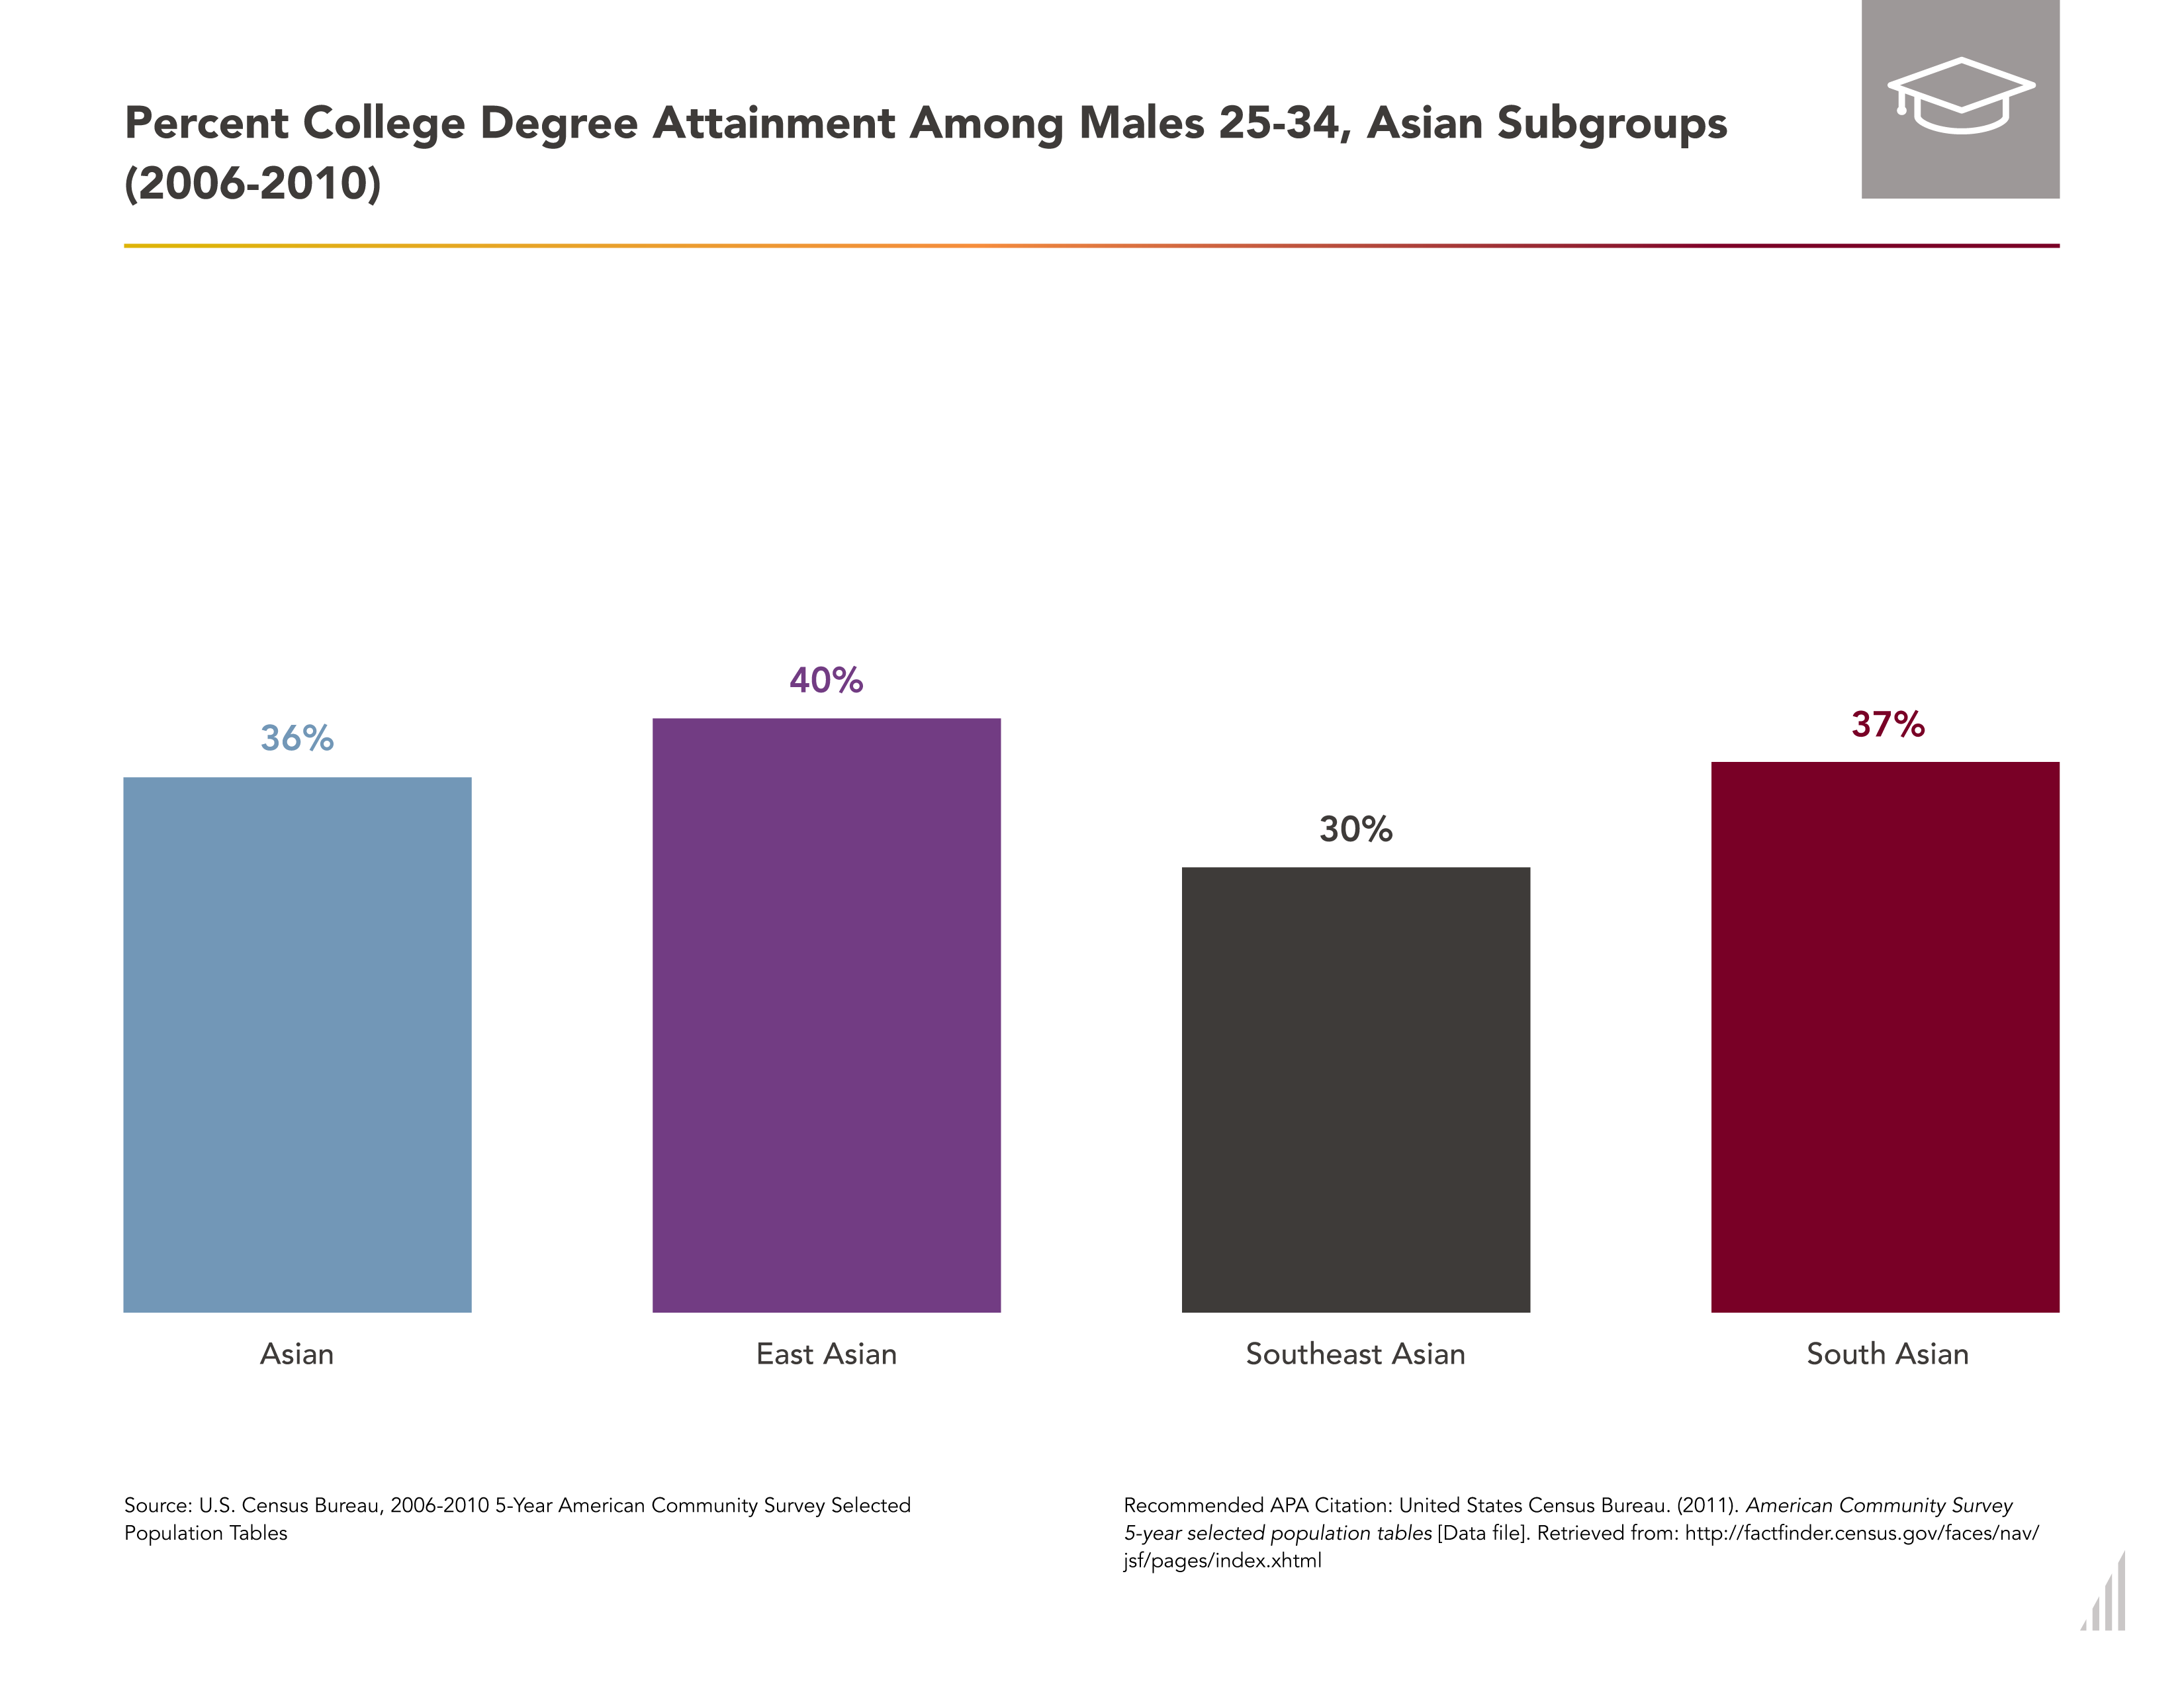 Percent College Degree Attainment Among Males 25-34, Asian Subgroups
(2006-2010)
36%
40%
30%
37%
Asian
East Asian
Southeast Asian
South Asian
Source: U.S. Census Bureau, 2006-2010 5-Year American Community Survey Selected
Population Tables
Recommended APA Citation: United States Census Bureau. (2011). American Community Survey
5-year selected population tables [Data file]. Retrieved from: http://factfinder.census.gov/faces/nav/
jsf/pages/index.xhtml